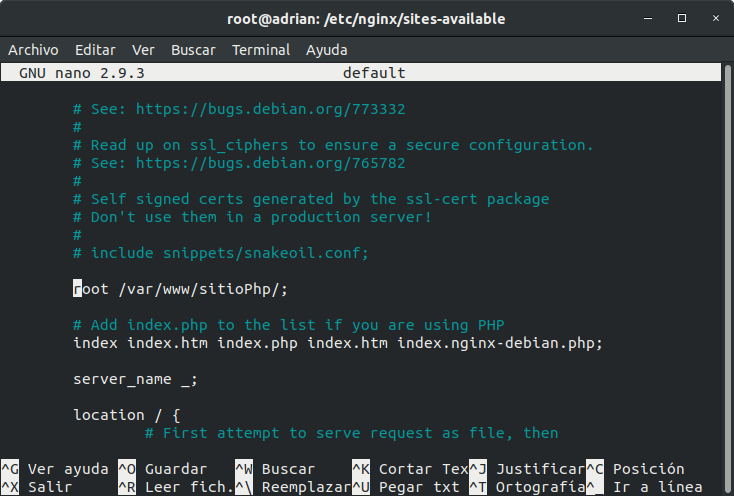 root@adrian: /etc/nginx/sites-available
Archivo Editar Ver Buscar Terminal Ayuda
GNU nano 2.9.3 default
# See: https://bugs.debian.org/773332
#
# Read up on ssl_ciphers to ensure a secure configuration.
# See: https://bugs.debian.org/765782
#
# Self signed certs generated by the ssl-cert package
# Don't use them in a production server!
#
# include snippets/snakeoil.conf;
root /var/www/sitioPhp/;
# Add index.php to the list if you are using PHP
index index.htm index.php index.htm index.nginx-debian.php;
server_name _;
location / {
# First attempt to serve request as file, then
^G Ver ayuda ^O Guardar ^W Buscar ^K Cortar Tex^J Justificar^C Posición
^X Salir ^R Leer fich.^\ Reemplazar^U Pegar txt ^T Ortografía^_ Ir a línea